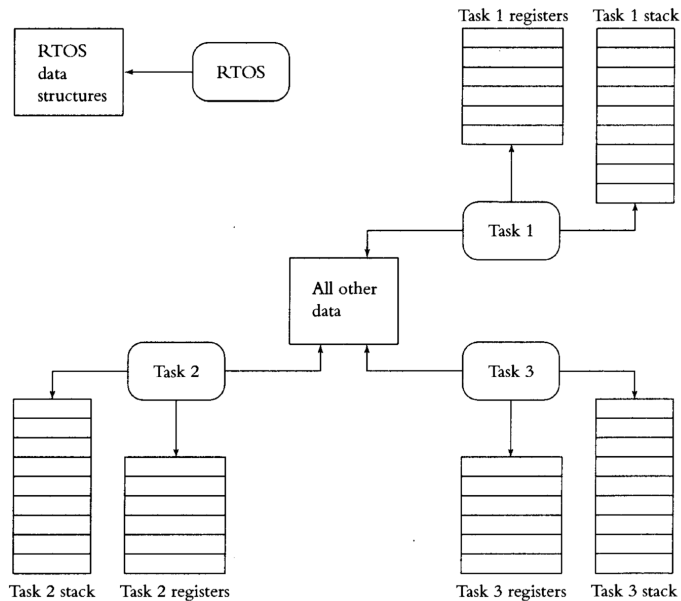 Task 1 registers
Task 1 stack
RTOS
data
structures
RTOS
Task 1
All other
data
Task 2
Task 3
Task 2 stack
Task 2 registers
Task 3 registers
Task 3 stack